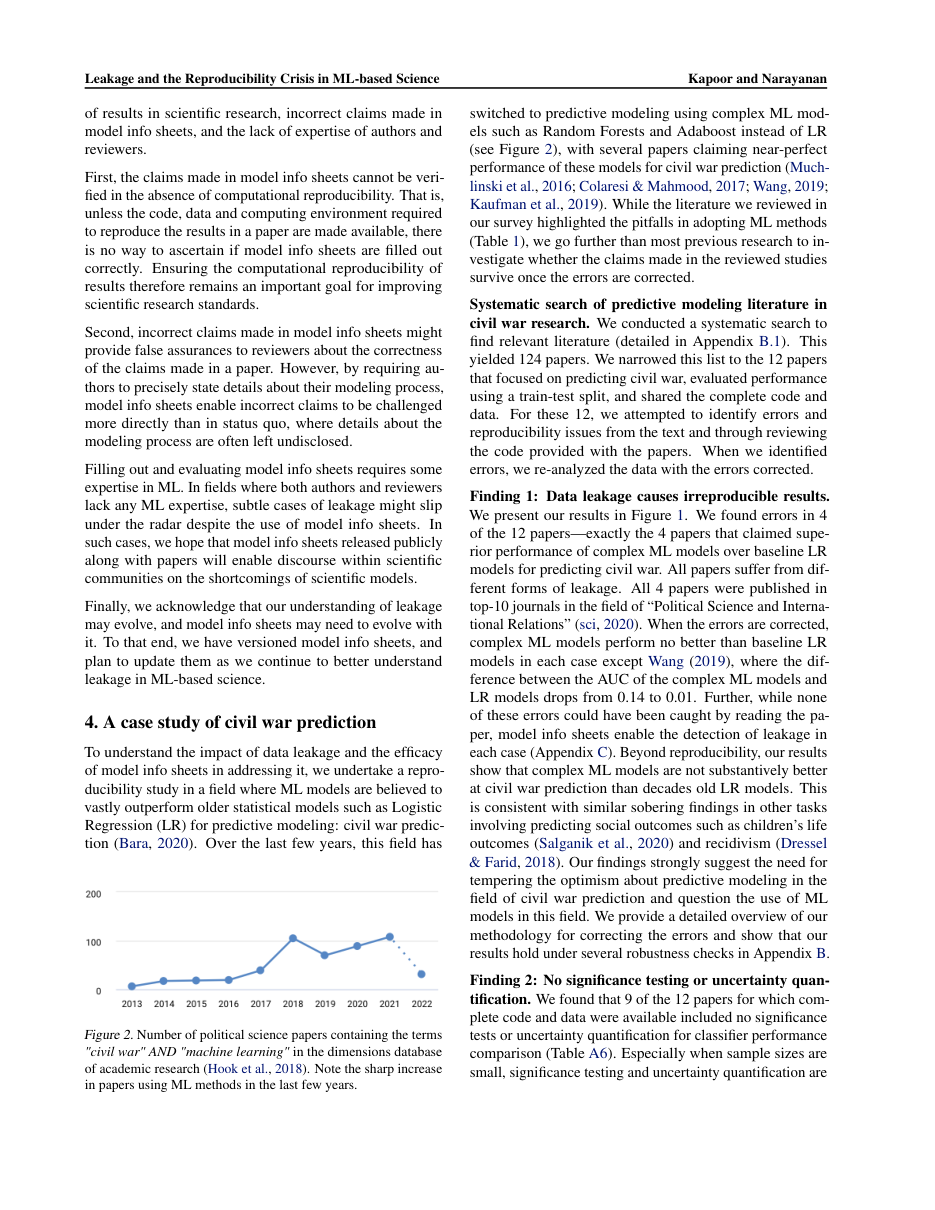 Leakage and the Reproducibility Crisis in ML-based Science
Kapoor and Narayanan
of results in scientific research, incorrect claims made in
model info sheets, and the lack of expertise of authors and
reviewers.
First, the claims made in model info sheets cannot be veri-
fied in the absence of computational reproducibility. That is,
unless the code, data and computing environment required
to reproduce the results in a paper are made available, there
is no way to ascertain if model info sheets are filled out
correctly. Ensuring the computational reproducibility of
results therefore remains an important goal for improving
scientific research standards.
Second, incorrect claims made in model info sheets might
provide false assurances to reviewers about the correctness
of the claims made in a paper. However, by requiring au-
thors to precisely state details about their modeling process,
model info sheets enable incorrect claims to be challenged
more directly than in status quo, where details about the
modeling process are often left undisclosed.
Filling out and evaluating model info sheets requires some
expertise in ML. In fields where both authors and reviewers
lack any ML expertise, subtle cases of leakage might slip
under the radar despite the use of model info sheets. In
such cases, we hope that model info sheets released publicly
along with papers will enable discourse within scientific
communities on the shortcomings of scientific models.
Finally, we acknowledge that our understanding of leakage
may evolve, and model info sheets may need to evolve with
it. To that end, we have versioned model info sheets, and
plan to update them as we continue to better understand
leakage in ML-based science.
4. A case study of civil war prediction
To understand the impact of data leakage and the efficacy
of model info sheets in addressing it, we undertake a repro-
ducibility study in a field where ML models are believed to
vastly outperform older statistical models such as Logistic
Regression (LR) for predictive modeling: civil war predic-
tion (Bara, 2020). Over the last few years, this field has
200
100
0
2013 2014 2015 2016 2017 2018 2019 2020 2021 2022
Figure 2. Number of political science papers containing the terms
"civil war" AND "machine learning" in the dimensions database
of academic research (Hook et al., 2018). Note the sharp increase
in papers using ML methods in the last few years.
switched to predictive modeling using complex ML mod-
els such as Random Forests and Adaboost instead of LR
(see Figure 2), with several papers claiming near-perfect
performance of these models for civil war prediction (Much-
linski et al., 2016; Colaresi & Mahmood, 2017; Wang, 2019;
Kaufman et al., 2019). While the literature we reviewed in
our survey highlighted the pitfalls in adopting ML methods
(Table 1), we go further than most previous research to in-
vestigate whether the claims made in the reviewed studies
survive once the errors are corrected.
Systematic search of predictive modeling literature in
civil war research. We conducted a systematic search to
find relevant literature (detailed in Appendix B.1). This
yielded 124 papers. We narrowed this list to the 12 papers
that focused on predicting civil war, evaluated performance
using a train-test split, and shared the complete code and
data. For these 12, we attempted to identify errors and
reproducibility issues from the text and through reviewing
the code provided with the papers. When we identified
errors, we re-analyzed the data with the errors corrected.
Finding 1: Data leakage causes irreproducible results.
We present our results in Figure 1. We found errors in 4
of the 12 papers—exactly the 4 papers that claimed supe-
rior performance of complex ML models over baseline LR
models for predicting civil war. All papers suffer from dif-
ferent forms of leakage. All 4 papers were published in
top-10 journals in the field of “Political Science and Interna-
tional Relations” (sci, 2020). When the errors are corrected,
complex ML models perform no better than baseline LR
models in each case except Wang (2019), where the dif-
ference between the AUC of the complex ML models and
LR models drops from 0.14 to 0.01. Further, while none
of these errors could have been caught by reading the pa-
per, model info sheets enable the detection of leakage in
each case (Appendix C). Beyond reproducibility, our results
show that complex ML models are not substantively better
at civil war prediction than decades old LR models. This
is consistent with similar sobering findings in other tasks
involving predicting social outcomes such as children’s life
outcomes (Salganik et al., 2020) and recidivism (Dressel
& Farid, 2018). Our findings strongly suggest the need for
tempering the optimism about predictive modeling in the
field of civil war prediction and question the use of ML
models in this field. We provide a detailed overview of our
methodology for correcting the errors and show that our
results hold under several robustness checks in Appendix B.
Finding 2: No significance testing or uncertainty quan-
tification. We found that 9 of the 12 papers for which com-
plete code and data were available included no significance
tests or uncertainty quantification for classifier performance
comparison (Table A6). Especially when sample sizes are
small, significance testing and uncertainty quantification are